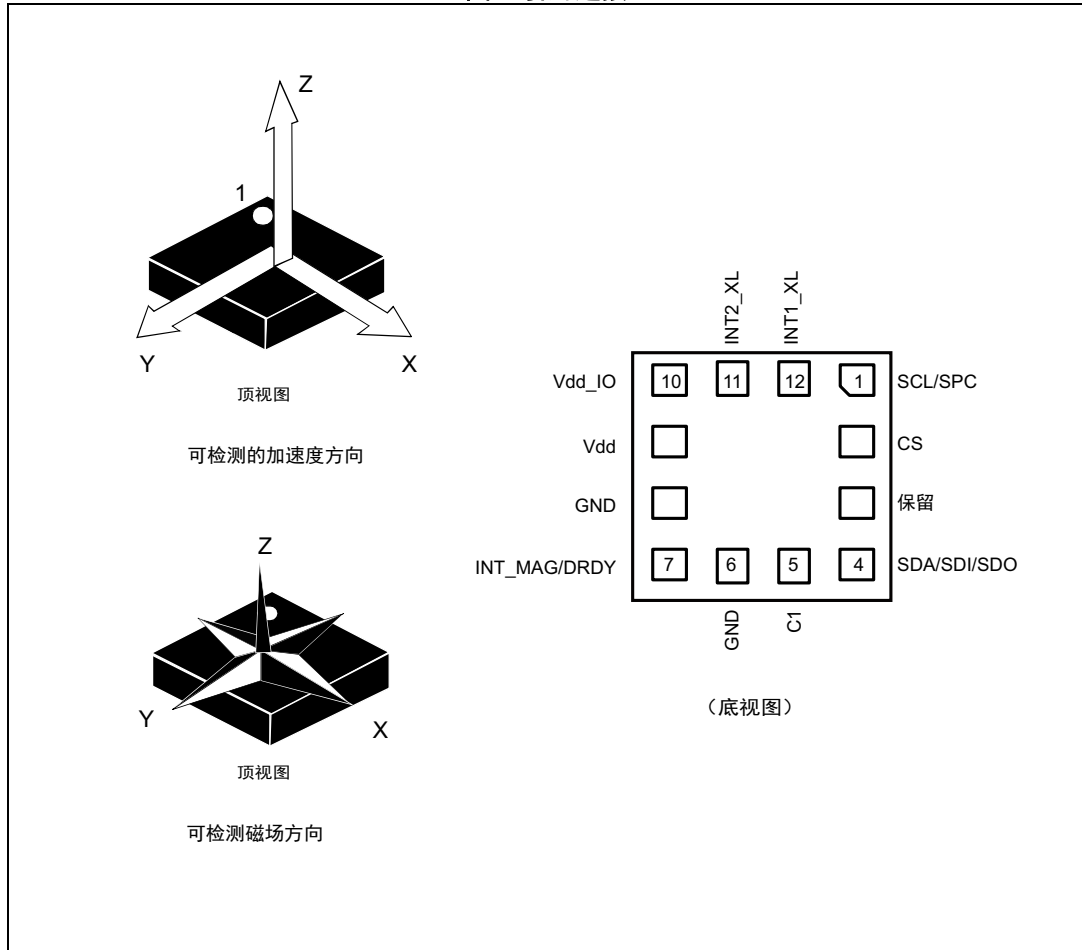 Z
1
Y
X
顶视图
可检测的加速度方向
Z
Y
X
顶视图
可检测磁场方向
INT2_XL
INT1_XL
Vdd_IO
10
11
12
1
SCL/SPC
Vdd
CS
GND
保留
INT_MAG/DRDY
7
6
5
4
SDA/SDI/SDO
GND
C1
（底视图）